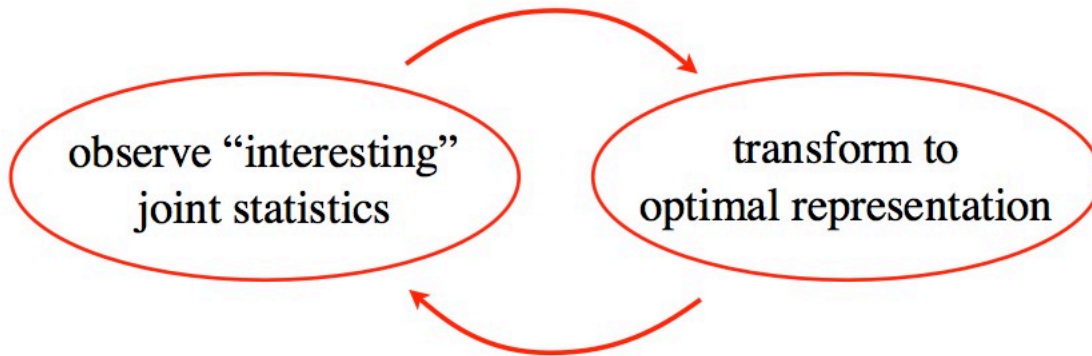 observe “interesting”
joint statistics
transform to
optimal representation